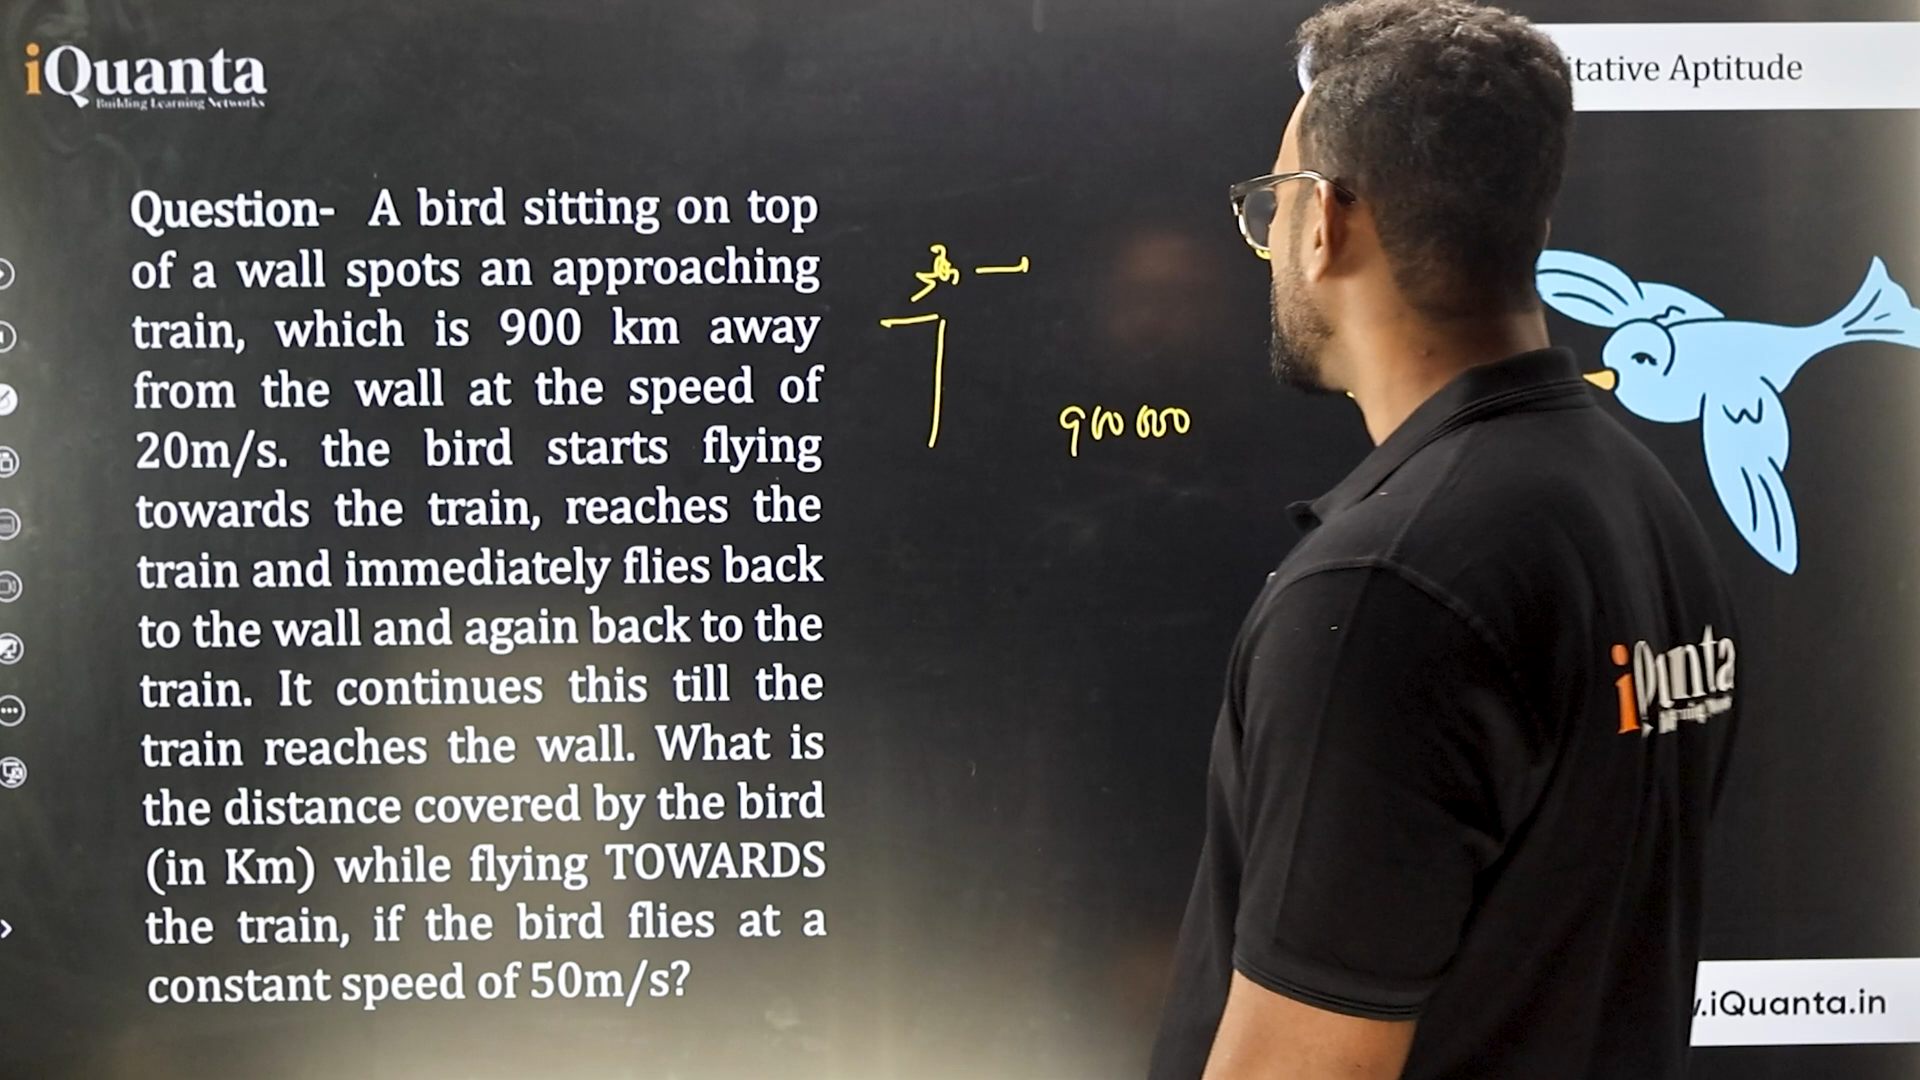 iQuanta
Building Learning Networks
itative Aptitude
Question- A bird sitting on top
of a wall spots an approaching
train, which is 900 km away
from the wall at the speed of
20m/s. the bird starts flying
towards the train, reaches the
train and immediately flies back
to the wall and again back to the
train. It continues this till the
train reaches the wall. What is
the distance covered by the bird
(in Km) while flying TOWARDS
the train, if the bird flies at a
constant speed of 50m/s?
900000
iQuanta
.iQuanta.in